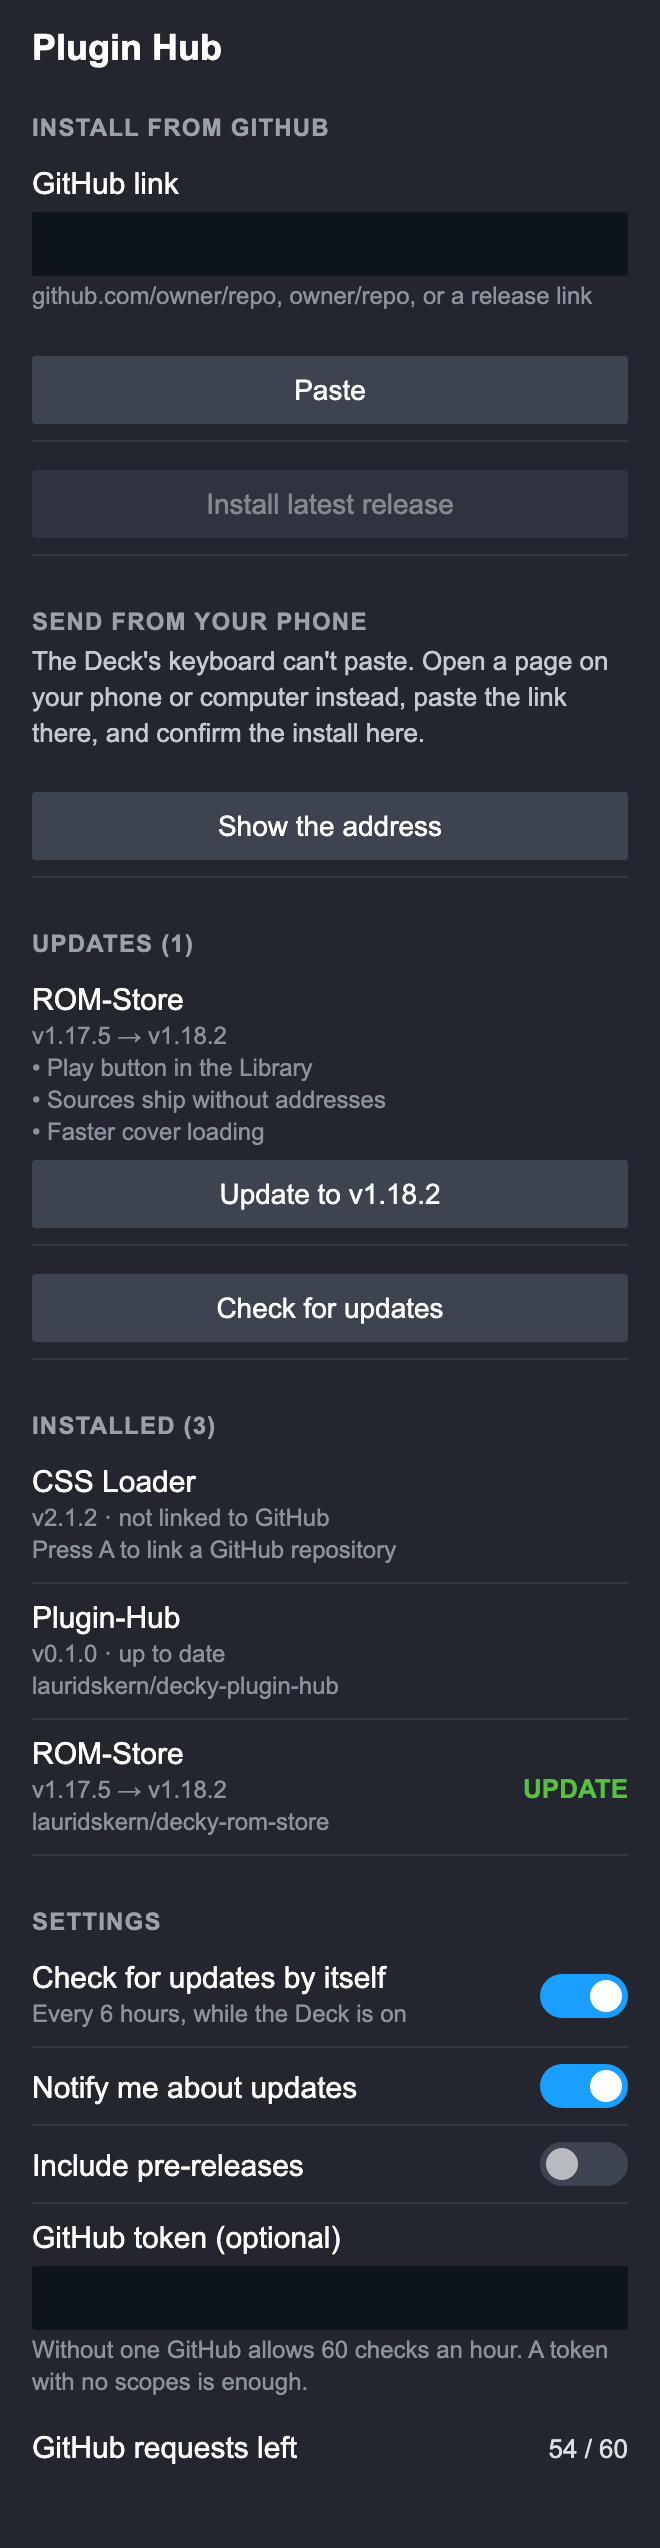 Plugin Hub
INSTALL FROM GITHUB
GitHub link
github.com/owner/repo, owner/repo, or a release link
Paste
Install latest release
SEND FROM YOUR PHONE
The Deck's keyboard can't paste. Open a page on
your phone or computer instead, paste the link
there, and confirm the install here.
Show the address
UPDATES (1)
ROM-Store
v1.17.5 → v1.18.2
• Play button in the Library
• Sources ship without addresses
• Faster cover loading
Update to v1.18.2
Check for updates
INSTALLED (3)
CSS Loader
v2.1.2 · not linked to GitHub
Press A to link a GitHub repository
Plugin-Hub
v0.1.0 · up to date
lauridskern/decky-plugin-hub
ROM-Store
v1.17.5 → v1.18.2
UPDATE
lauridskern/decky-rom-store
SETTINGS
Check for updates by itself
Every 6 hours, while the Deck is on
Notify me about updates
Include pre-releases
GitHub token (optional)
Without one GitHub allows 60 checks an hour. A token
with no scopes is enough.
GitHub requests left
54 / 60